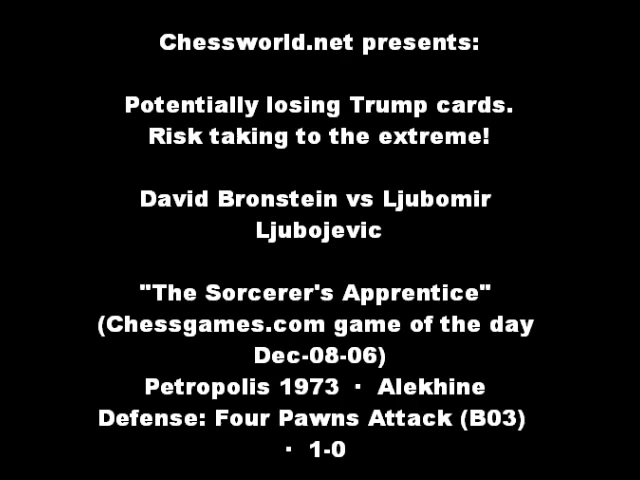 Chessworld.net presents:
Potentially losing Trump cards.
Risk taking to the extreme!
David Bronstein vs Ljubomir
Ljubojevic
"The Sorcerer's Apprentice"
(Chessgames.com game of the day
Dec-08-06)
Petropolis 1973 · Alekhine
Defense: Four Pawns Attack (B03)
· 1-0